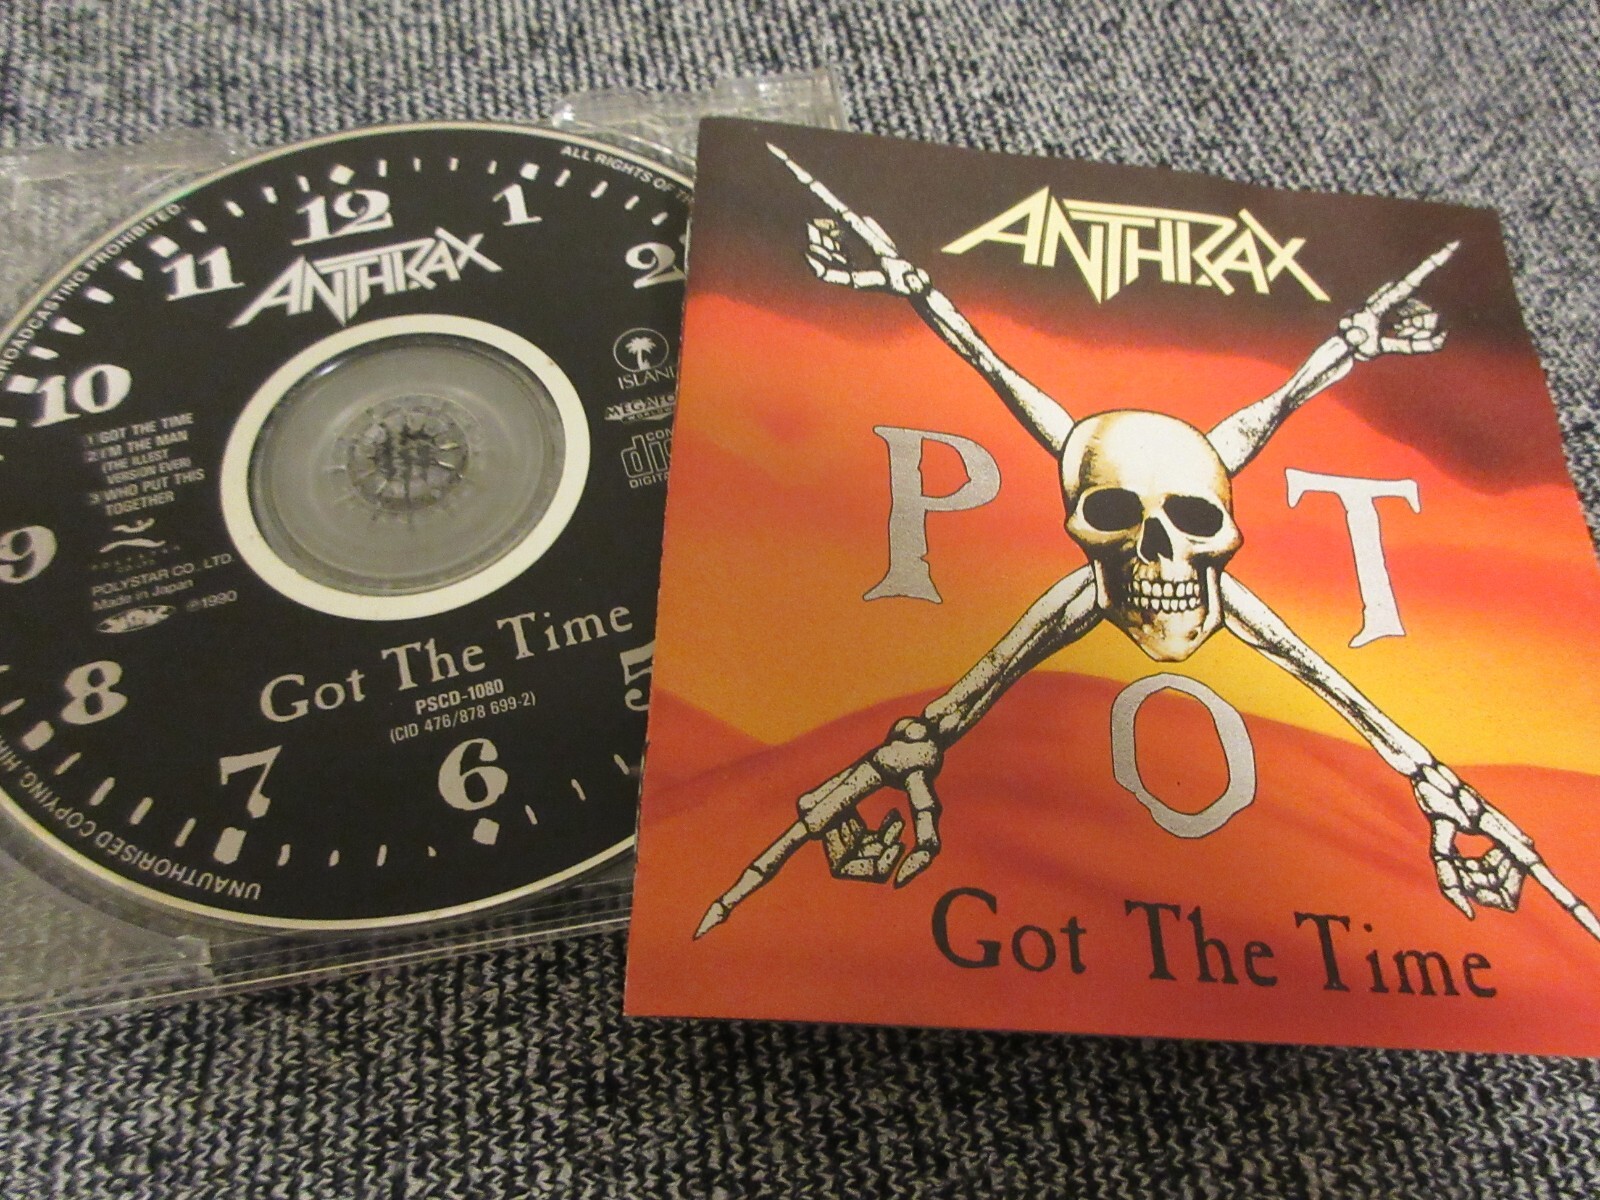 12
1
2
11
10
9
8
7
6
5
ANTHRAX
ISLAND
1 GOT THE TIME
2 I'M THE MAN
(THE ILLEST
VERSION EVER)
3 WHO PUT THIS
TOGETHER
POLYSTAR CO., LTD.
Made in Japan
℗1990
Got The Time
PSCD-1080
(CID 476/878 699-2)
ALL RIGHTS OF
BROADCASTING PROHIBITED.
UNAUTHORISED COPYING,
ANTHRAX
P T
O
Got The Time